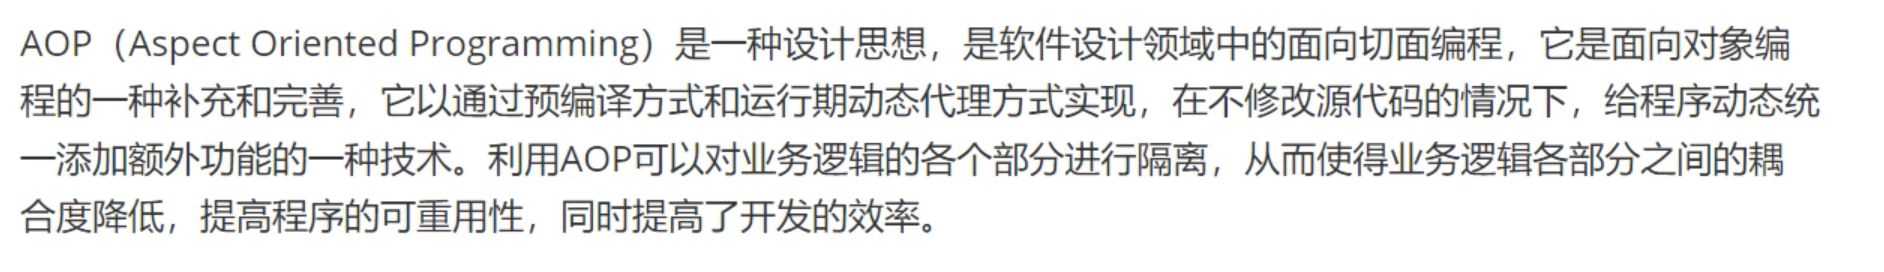 AOP（Aspect Oriented Programming）是一种设计思想，是软件设计领域中的面向切面编程，它是面向对象编
程的一种补充和完善，它以通过预编译方式和运行期动态代理方式实现，在不修改源代码的情况下，给程序动态统
一添加额外功能的一种技术。利用AOP可以对业务逻辑的各个部分进行隔离，从而使得业务逻辑各部分之间的耦
合度降低，提高程序的可重用性，同时提高了开发的效率。